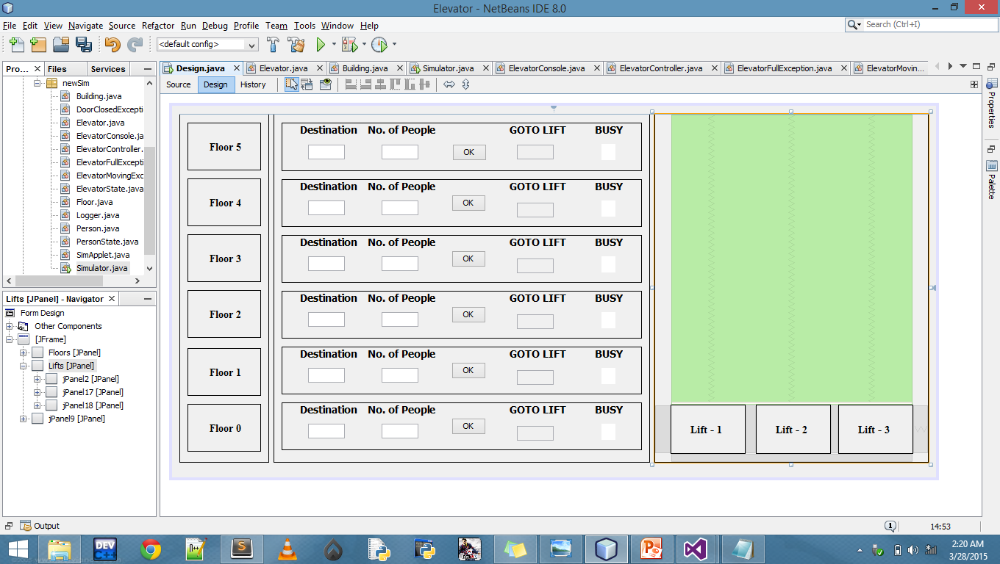 Elevator - NetBeans IDE 8.0
File Edit View Navigate Source Refactor Run Debug Profile Team Tools Window Help
Search (Ctrl+I)
<default config>
Pro... Files Services
Design.java Elevator.java Building.java Simulator.java ElevatorConsole.java ElevatorController.java ElevatorFullException.java ElevatorMovin...
Source Design History
newSim
Building.java
DoorClosedExcepti
Elevator.java
ElevatorConsole.ja
ElevatorController.
ElevatorFullExcepti
ElevatorMovingExc
ElevatorState.java
Floor.java
Logger.java
Person.java
PersonState.java
SimApplet.java
Simulator.java
Lifts [JPanel] - Navigator
Form Design
Other Components
[JFrame]
Floors [JPanel]
Lifts [JPanel]
jPanel2 [JPanel]
jPanel17 [JPanel]
jPanel18 [JPanel]
jPanel9 [JPanel]
Destination No. of People GOTO LIFT BUSY
Floor 5 OK
Destination No. of People GOTO LIFT BUSY
Floor 4 OK
Destination No. of People GOTO LIFT BUSY
Floor 3 OK
Destination No. of People GOTO LIFT BUSY
Floor 2 OK
Destination No. of People GOTO LIFT BUSY
Floor 1 OK
Destination No. of People GOTO LIFT BUSY
Floor 0 OK
Lift - 1 Lift - 2 Lift - 3
Properties
Palette
Output
1 14:53
DEV C++
S
2:20 AM
3/28/2015